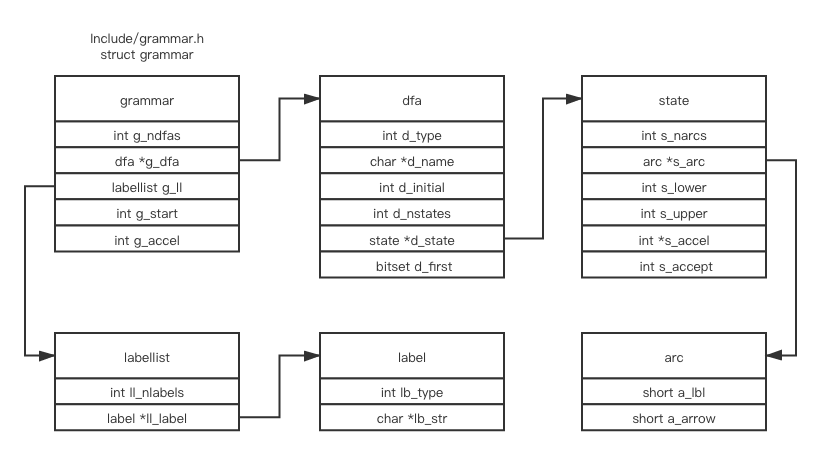 Include/grammar.h
struct grammar
grammar
int g_ndfas
dfa *g_dfa
labellist g_ll
int g_start
int g_accel
dfa
int d_type
char *d_name
int d_initial
int d_nstates
state *d_state
bitset d_first
state
int s_narcs
arc *s_arc
int s_lower
int s_upper
int *s_accel
int s_accept
labellist
int ll_nlabels
label *ll_label
label
int lb_type
char *lb_str
arc
short a_lbl
short a_arrow